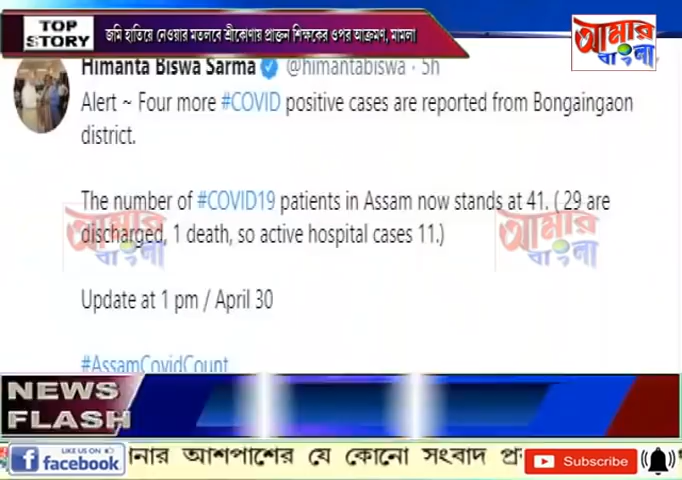 TOP
STORY
জমি হাতিয়ে নেওয়ার মতলবে শ্রীকোণায় প্রাক্তন শিক্ষকের ওপর আক্রমণ, মামলা
আমার
বাংলা
Himanta Biswa Sarma @himantabiswa · 5h
Alert ~ Four more #COVID positive cases are reported from Bongaingaon
district.
The number of #COVID19 patients in Assam now stands at 41. ( 29 are
discharged, 1 death, so active hospital cases 11.)
আমার
বাংলা
আমার
বাংলা
Update at 1 pm / April 30
#AssamCovidCount
NEWS
FLASH
LIKE US ON
facebook
নার আশপাশের যে কোনো সংবাদ প্র
Subscribe